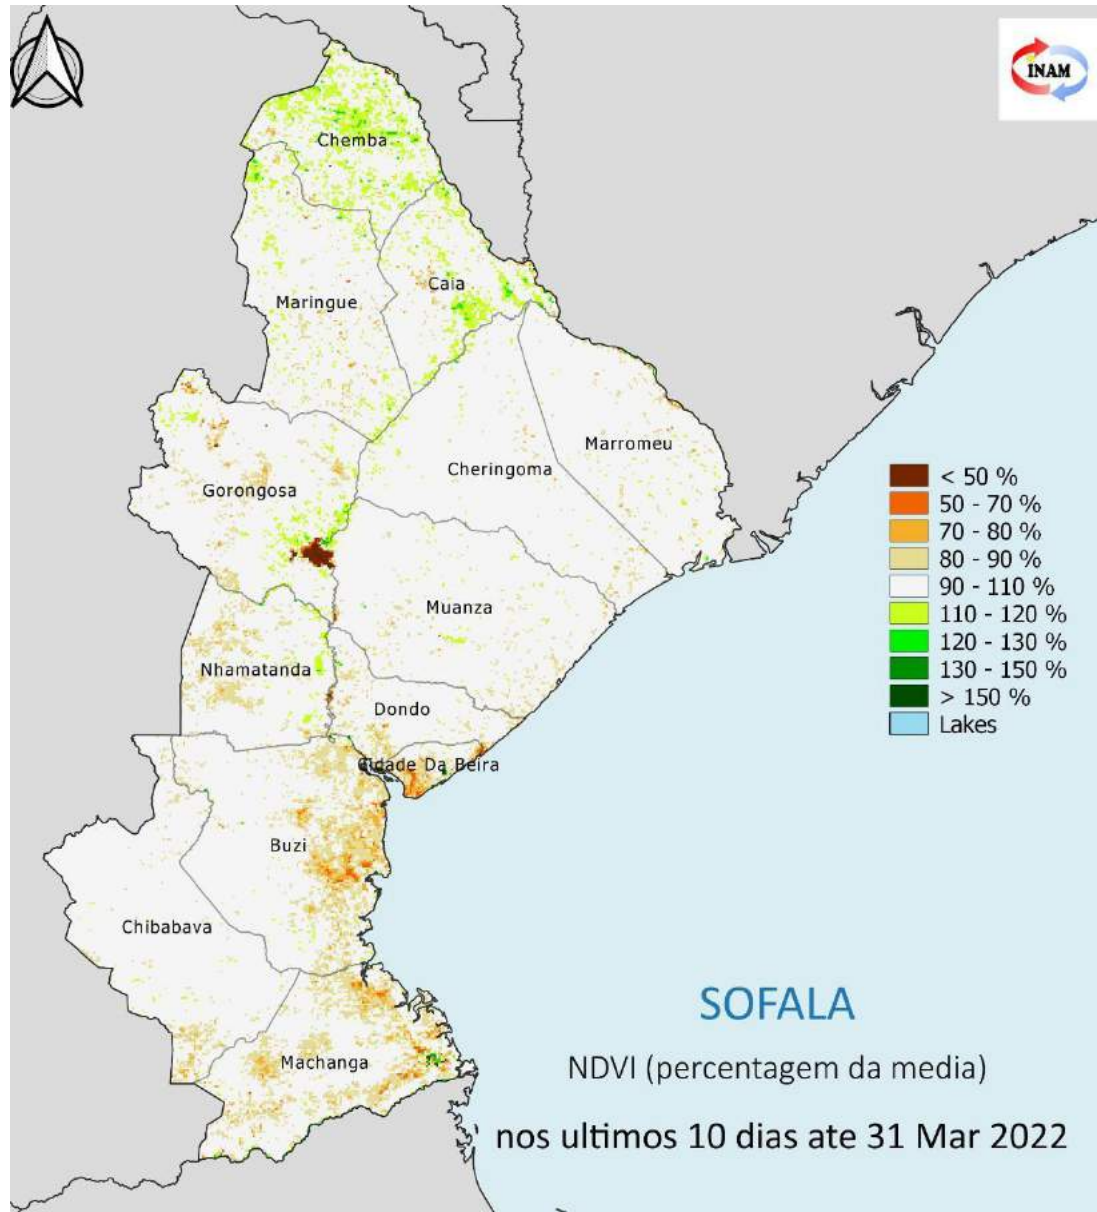 INAM
Chemba
Caia
Maringue
Marromeu
Cheringoma
Gorongosa
< 50 %
50 - 70 %
70 - 80 %
80 - 90 %
90 - 110 %
110 - 120 %
120 - 130 %
130 - 150 %
> 150 %
Lakes
Muanza
Nhamatanda
Dondo
Cidade Da Beira
Buzi
Chibabava
Machanga
SOFALA
NDVI (percentagem da media)
nos ultimos 10 dias ate 31 Mar 2022